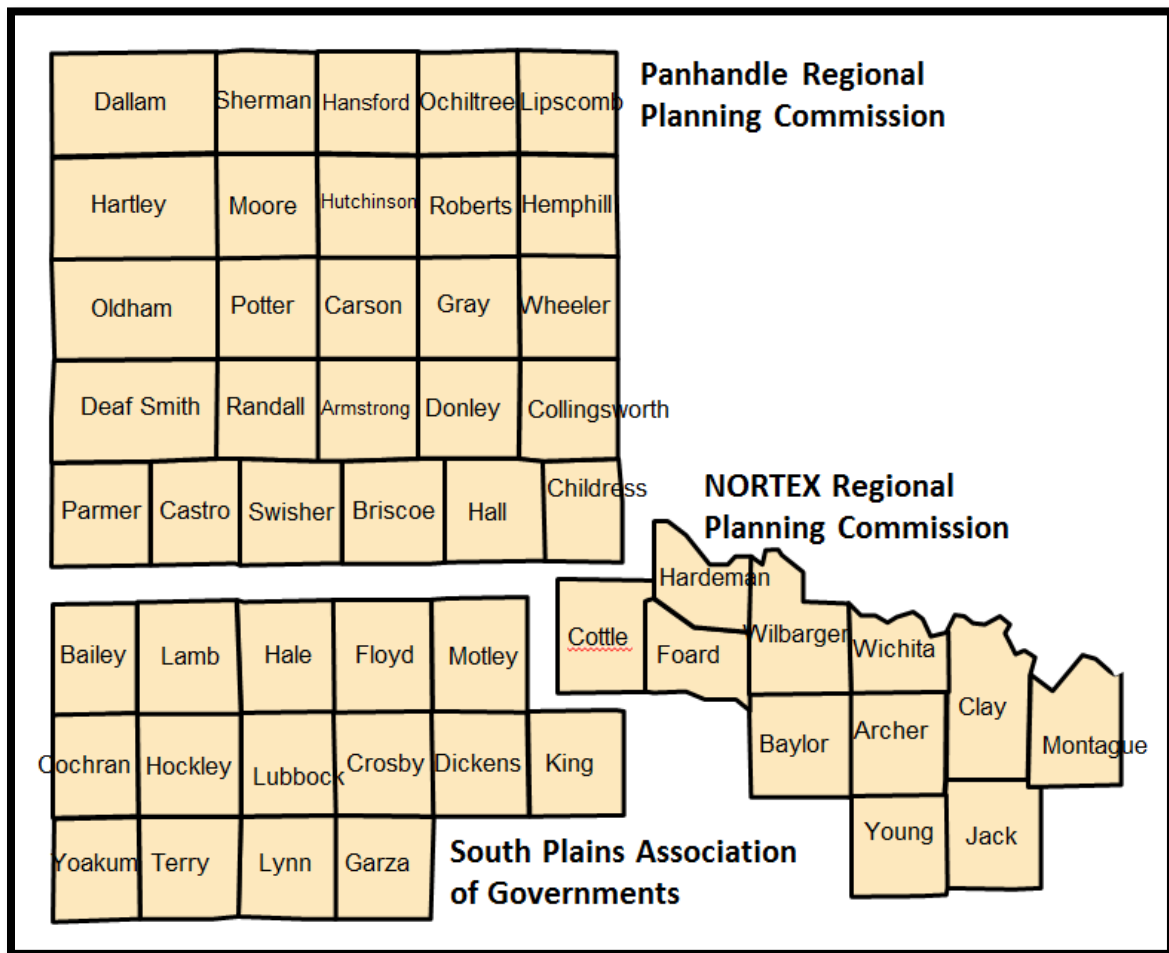 Panhandle Regional
Planning Commission
Dallam
Sherman
Hansford
Ochiltree
Lipscomb
Hartley
Moore
Hutchinson
Roberts
Hemphill
Oldham
Potter
Carson
Gray
Wheeler
Deaf Smith
Randall
Armstrong
Donley
Collingsworth
Parmer
Castro
Swisher
Briscoe
Hall
Childress
NORTEX Regional
Planning Commission
Hardeman
Cottle
Foard
Wilbarger
Wichita
Clay
Montague
Baylor
Archer
Young
Jack
Bailey
Lamb
Hale
Floyd
Motley
Cochran
Hockley
Lubbock
Crosby
Dickens
King
Yoakum
Terry
Lynn
Garza
South Plains Association
of Governments